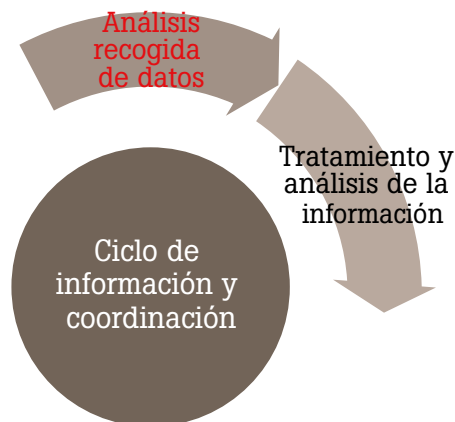 Análisis
recogida
de datos
Tratamiento y
análisis de la
información
Ciclo de
información y
coordinación